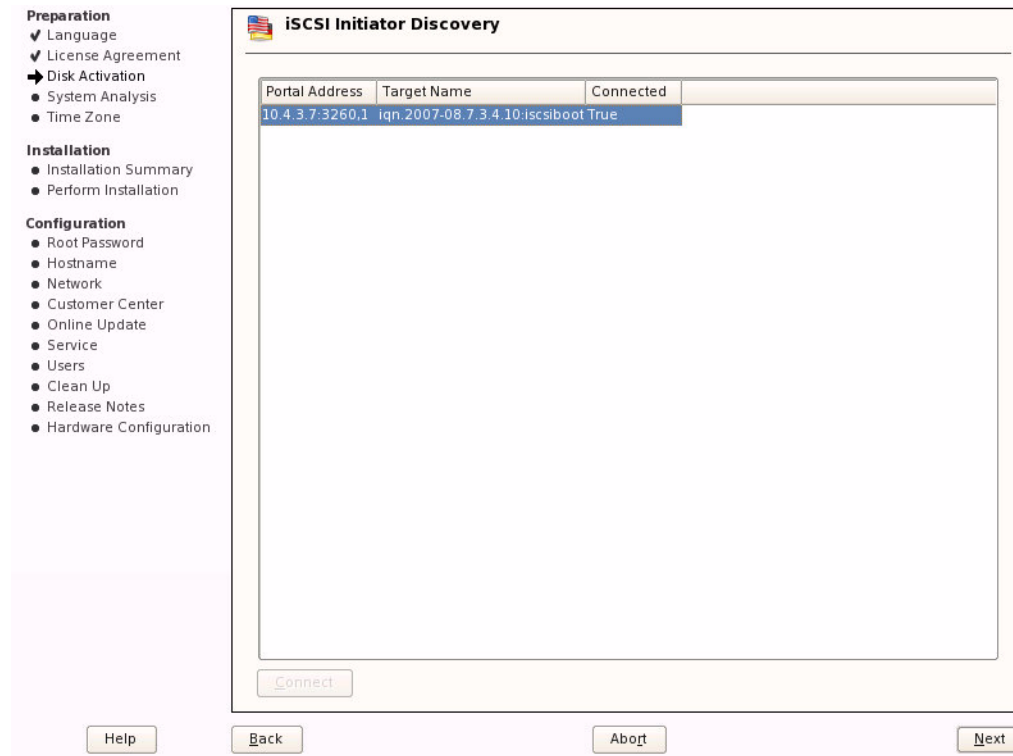 Preparation
Language
License Agreement
Disk Activation
System Analysis
Time Zone
Installation
Installation Summary
Perform Installation
Configuration
Root Password
Hostname
Network
Customer Center
Online Update
Service
Users
Clean Up
Release Notes
Hardware Configuration
iSCSI Initiator Discovery
Portal Address Target Name Connected
10.4.3.7:3260,1 iqn.2007-08.7.3.4.10:iscsiboot True
Connect
Help Back Abort Next